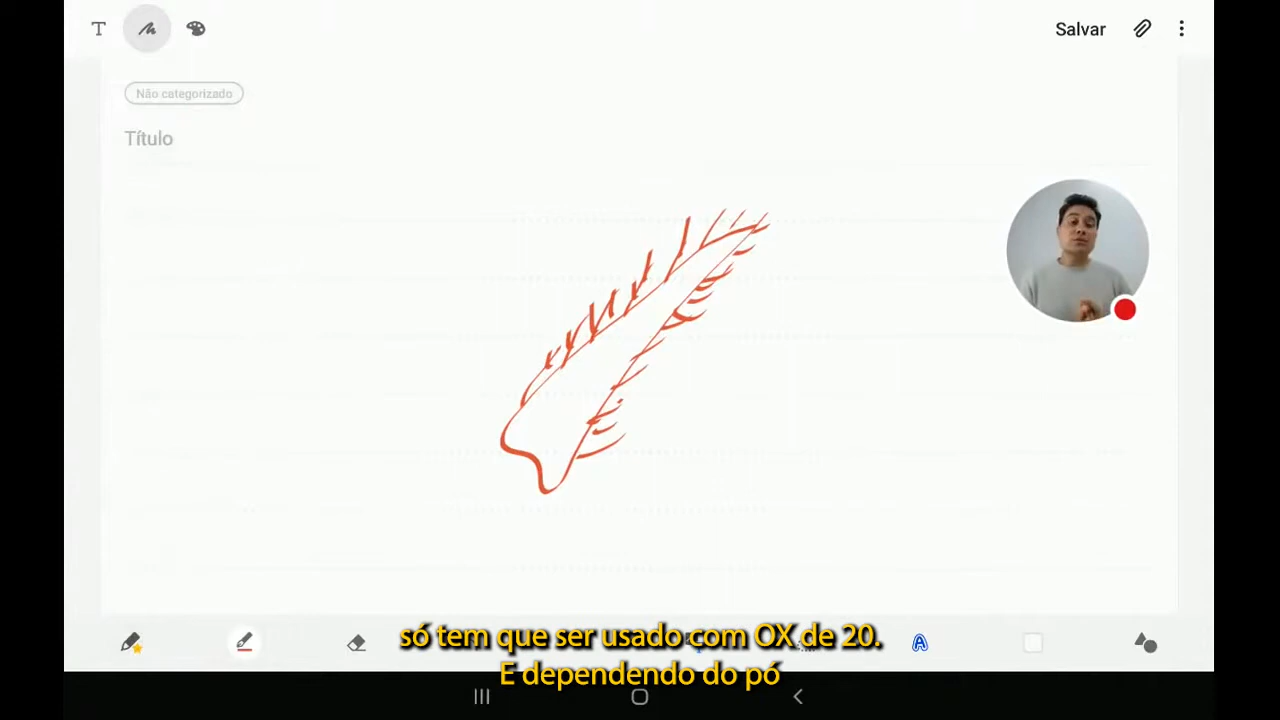 T
Salvar
Não categorizado
Título
só tem que ser usado com OX de 20.
A
E dependendo do pó